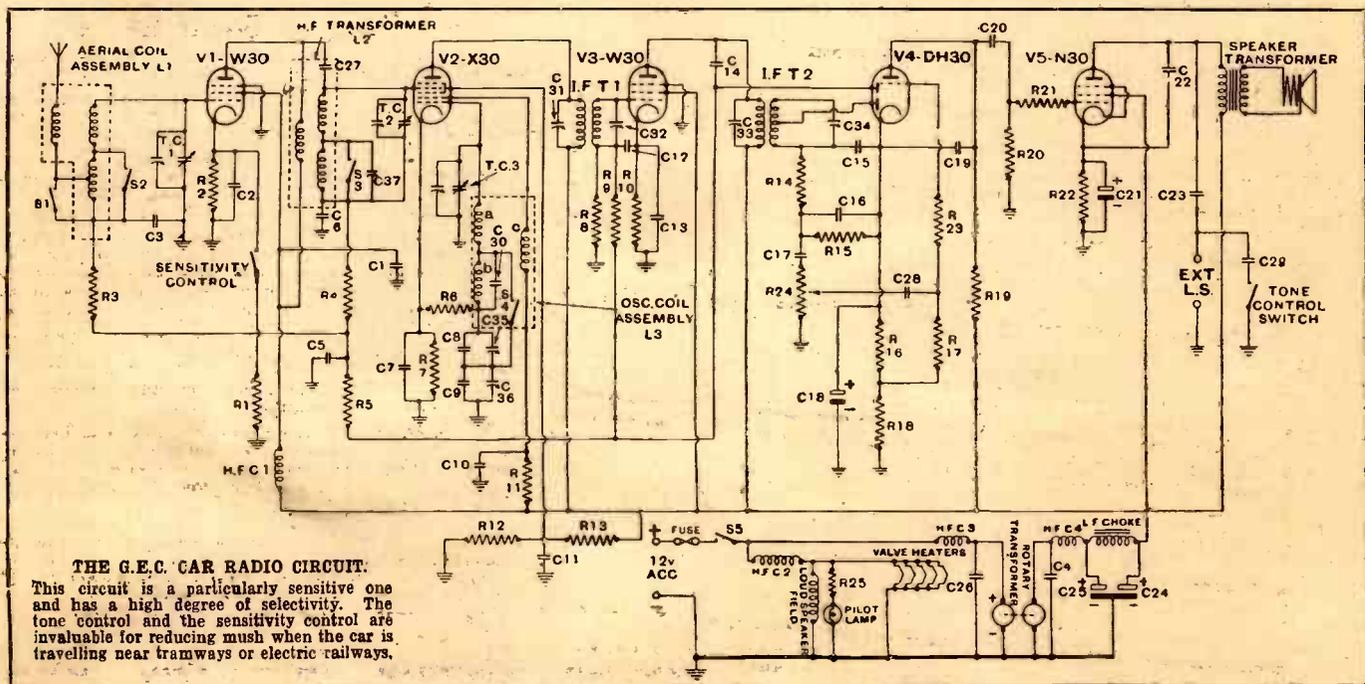 H.F TRANSFORMER
L2
AERIAL COIL
ASSEMBLY L1
V1-W30
C27
V2-X30
V3-W30
C
14
V4-DH30
C20
V5-N30
SPEAKER
TRANSFORMER
C
31
I.F T 1
I.F T2
R21
C
22
T.C.
1
T.C.
2
C32
C12
C
33
C34
C15
C19
R20
S1
S2
C3
R
2
C2
S
3
C37
C
6
T.C.3
a
C
30
b
c
R
9
R
10
R
8
C13
R14
C16
R15
C17
R24
R
23
C28
R22
C21
C23
SENSITIVITY
CONTROL
C1
R3
R4
R6
S
4
C35
OSC.COIL
ASSEMBLY
L3
R19
EXT
L.S.
C29
TONE
CONTROL
SWITCH
C5
C7
R
7
C8
C9
C
36
R
16
R
17
C18
R18
R1
R5
H.F C1
C10
R
11
R12
R13
C11
12v
ACC
FUSE
S5
H.F C2
LOUD SPEAKER
FIELD
R25
PILOT
LAMP
VALVE HEATERS
H.F C3
C26
ROTARY
TRANSFORMER
H.F C4
L F CHOKE
C4
C25
C24
THE G.E.C. CAR RADIO CIRCUIT.
This circuit is a particularly sensitive one
and has a high degree of selectivity. The
tone control and the sensitivity control are
invaluable for reducing mush when the car is
travelling near tramways or electric railways.